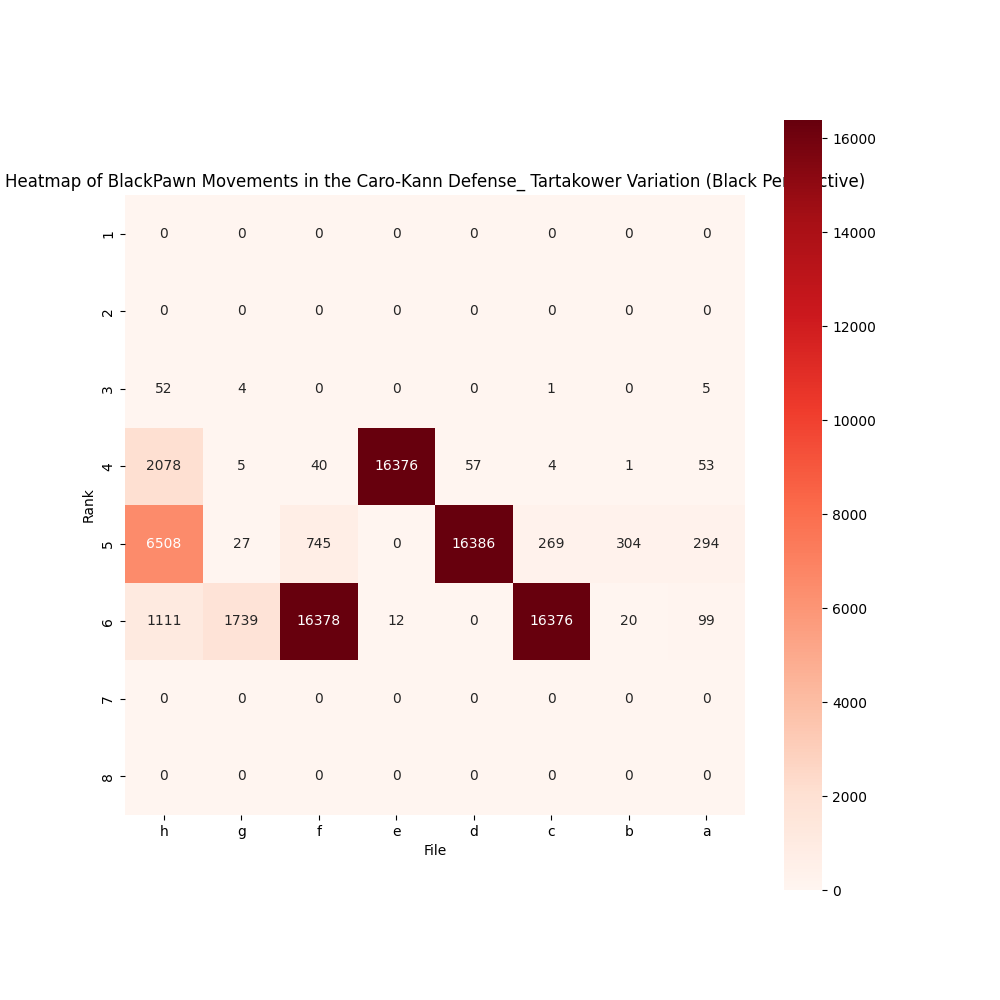 Heatmap of BlackPawn Movements in the Caro-Kann Defense_ Tartakower Variation (Black Pe ctive)
16000
14000
12000
10000
8000
6000
4000
2000
0
Rank
1 0 0 0 0 0 0 0 0
2 0 0 0 0 0 0 0 0
3 52 4 0 0 0 1 0 5
4 2078 5 40 16376 57 4 1 53
5 6508 27 745 0 16386 269 304 294
6 1111 1739 16378 12 0 16376 20 99
7 0 0 0 0 0 0 0 0
8 0 0 0 0 0 0 0 0
h g f e d c b a
File